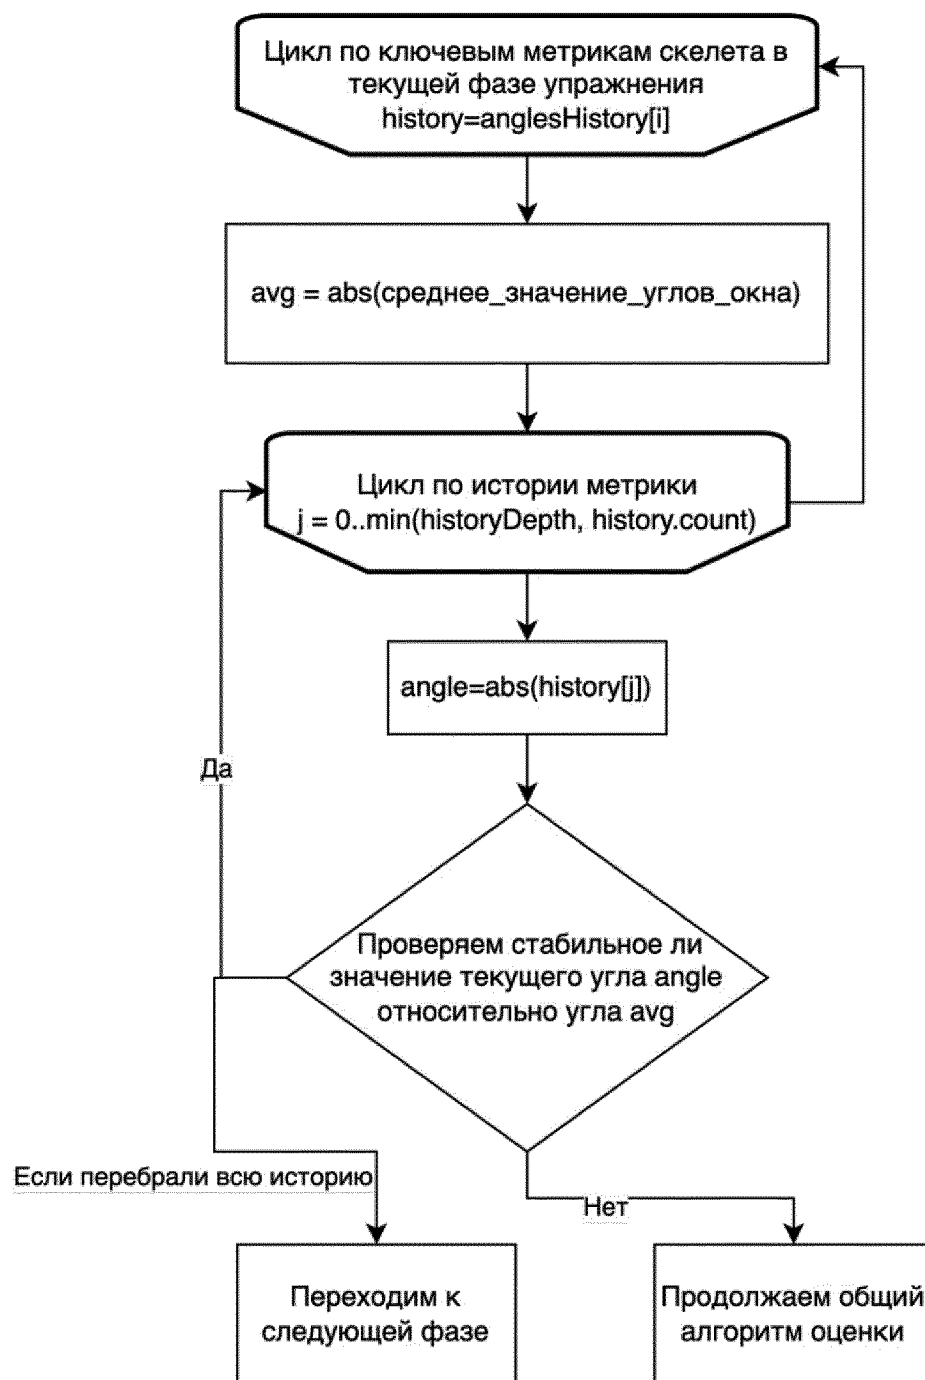 Цикл по ключевым метрикам скелета в
текущей фазе упражнения
history=anglesHistory[i]
avg = abs(среднее_значение_углов_окна)
Цикл по истории метрики
j = 0..min(historyDepth, history.count)
angle=abs(history[j])
Да
Проверяем стабильное ли
значение текущего угла angle
относительно угла avg
Если перебрали всю историю
Нет
Переходим к
следующей фазе
Продолжаем общий
алгоритм оценки